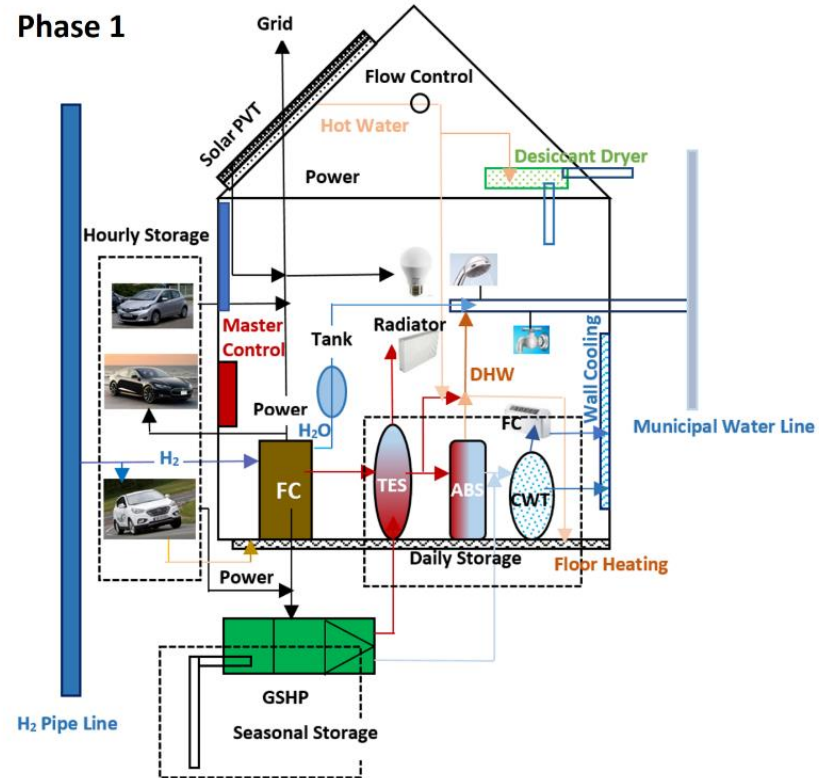 Phase 1
Grid
Flow Control
Solar PVT
Hot Water
Desiccant Dryer
Power
Hourly Storage
Master
Control
Tank
Radiator
DHW
Wall Cooling
Power
H₂O
FC
Municipal Water Line
H₂
FC
TES
ABS
CWT
Daily Storage
Floor Heating
Power
GSHP
H₂ Pipe Line
Seasonal Storage